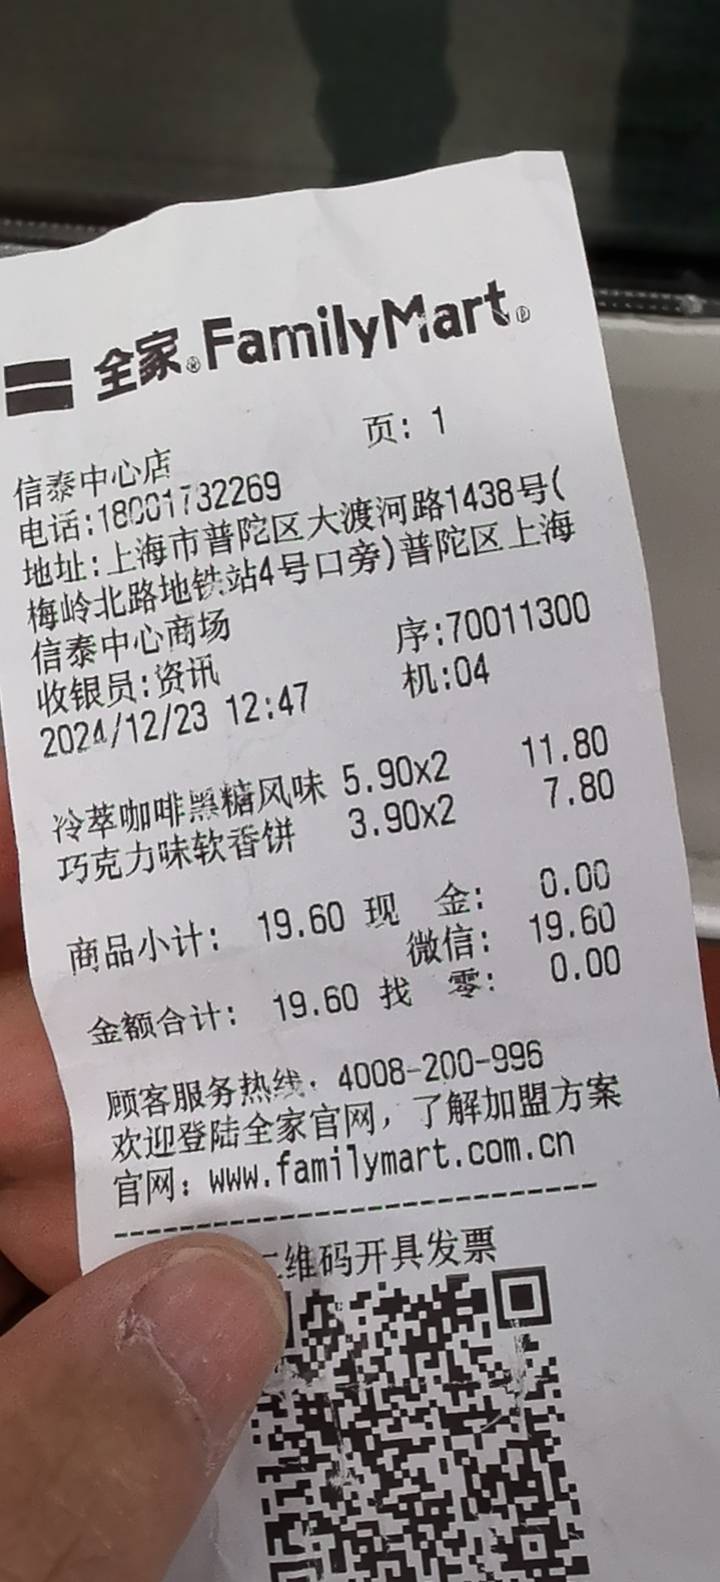 全家® FamilyMart®
页: 1
信泰中心店
电话:18001732269
地址:上海市普陀区大渡河路1438号(
梅岭北路地铁站4号口旁)普陀区上海
信泰中心商场
收银员:资讯 序:70011300
2024/12/23 12:47 机:04
冷萃咖啡黑糖风味 5.90x2 11.80
巧克力味软香饼 3.90x2 7.80
商品小计: 19.60 现 金: 0.00
微信: 19.60
金额合计: 19.60 找 零: 0.00
顾客服务热线: 4008-200-996
欢迎登陆全家官网，了解加盟方案
官网: www.familymart.com.cn
维码开具发票